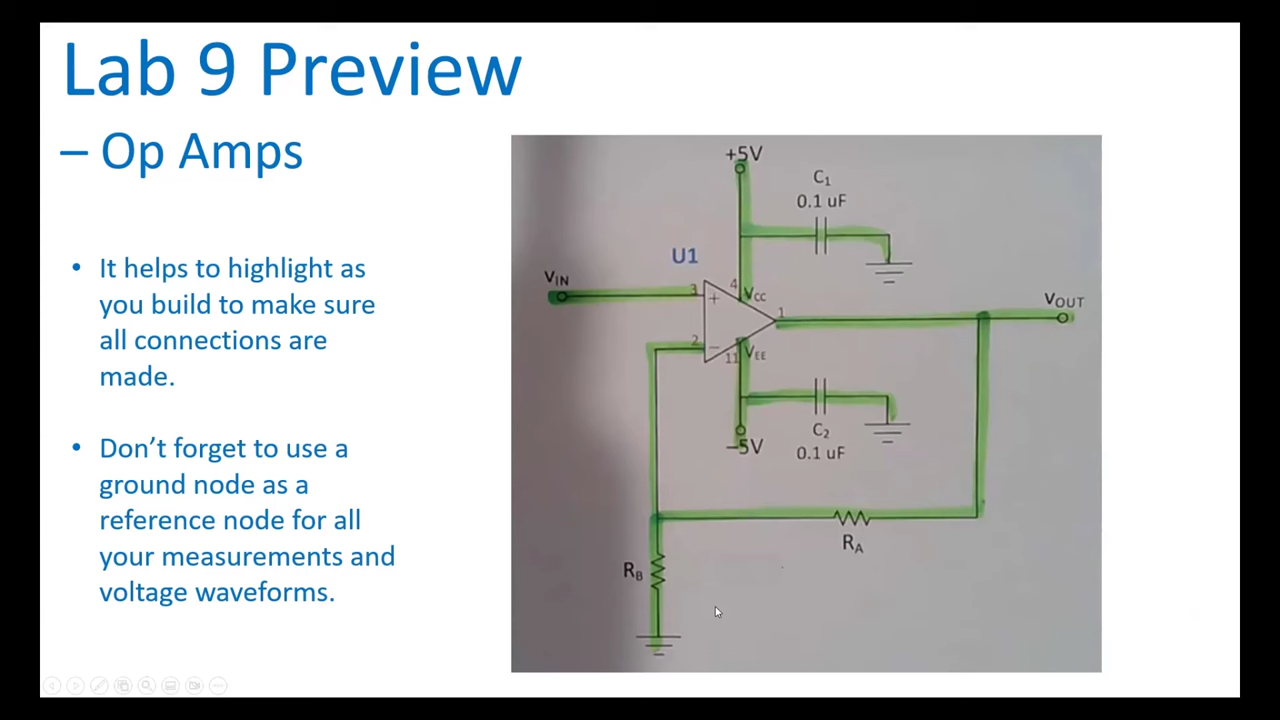 Lab 9 Preview
– Op Amps
• It helps to highlight as
you build to make sure
all connections are
made.
• Don’t forget to use a
ground node as a
reference node for all
your measurements and
voltage waveforms.
+5V
C1
0.1 uF
U1
VIN
3
+
4
VCC
1
VOUT
2
–
11
VEE
–5V
C2
0.1 uF
RA
RB